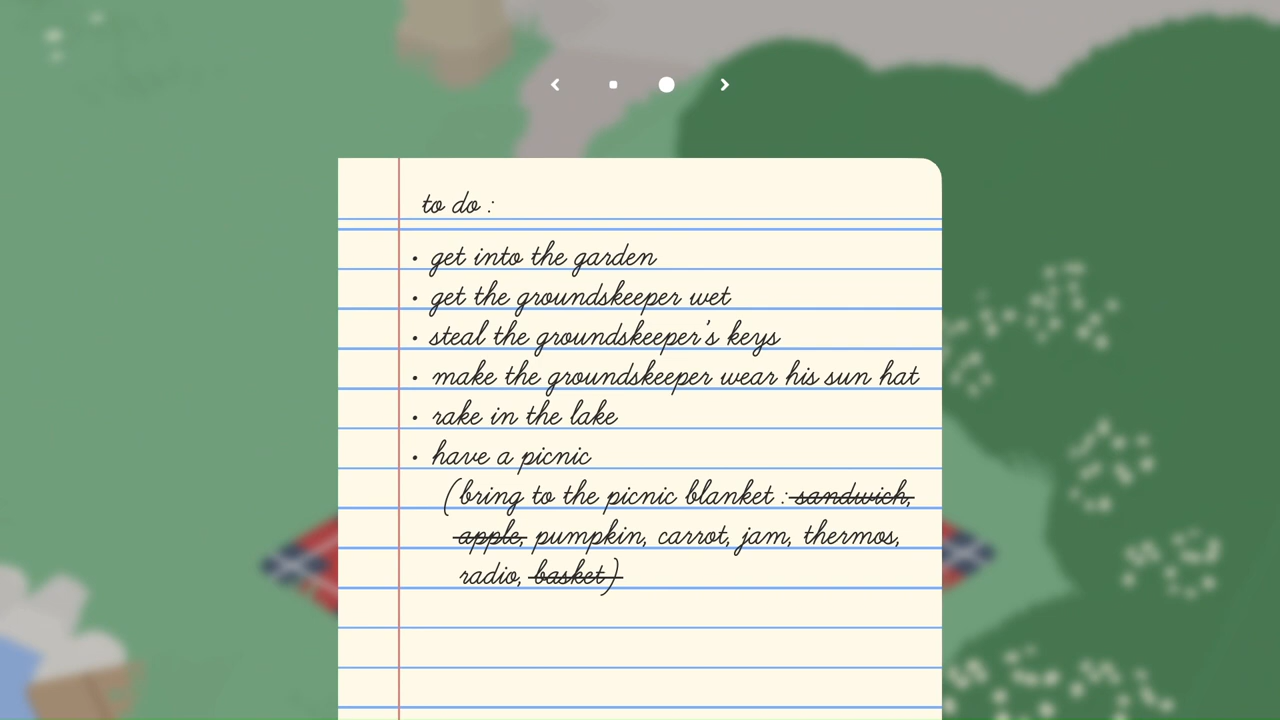 to do :
• get into the garden
• get the groundskeeper wet
• steal the groundskeeper's keys
• make the groundskeeper wear his sun hat
• rake in the lake
• have a picnic
(bring to the picnic blanket : sandwich,
apple, pumpkin, carrot, jam, thermos,
radio, basket)